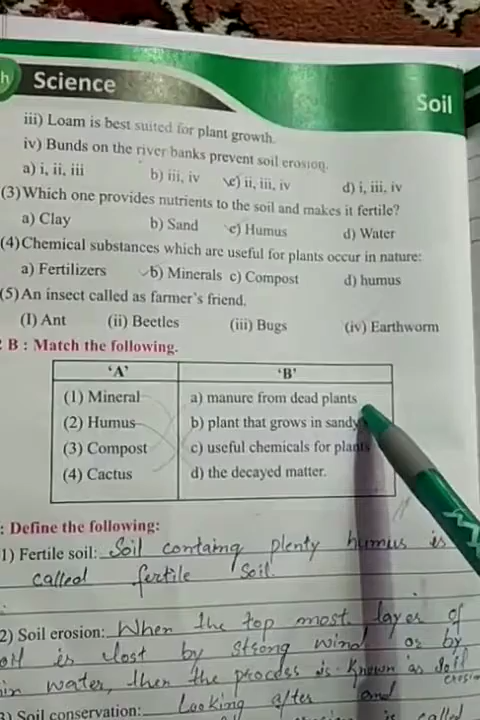 h Science
Soil
iii) Loam is best suited for plant growth.
iv) Bunds on the river banks prevent soil erosion.
a) i, ii, iii b) iii, iv c) ii, iii, iv d) i, iii, iv
(3) Which one provides nutrients to the soil and makes it fertile?
a) Clay b) Sand c) Humus d) Water
(4) Chemical substances which are useful for plants occur in nature:
a) Fertilizers b) Minerals c) Compost d) humus
(5) An insect called as farmer's friend.
(I) Ant (ii) Beetles (iii) Bugs (iv) Earthworm
B : Match the following.
'A' 'B'
(1) Mineral a) manure from dead plants
(2) Humus b) plant that grows in sandy
(3) Compost c) useful chemicals for plants
(4) Cactus d) the decayed matter.
: Define the following:
1) Fertile soil: Soil containg plenty humus is
called fertile soil.
2) Soil erosion: When the top most layer of
oil is lost by strong wind or by
in water, then the process is known as soil
erosion
3) Soil conservation: Looking after and
is called